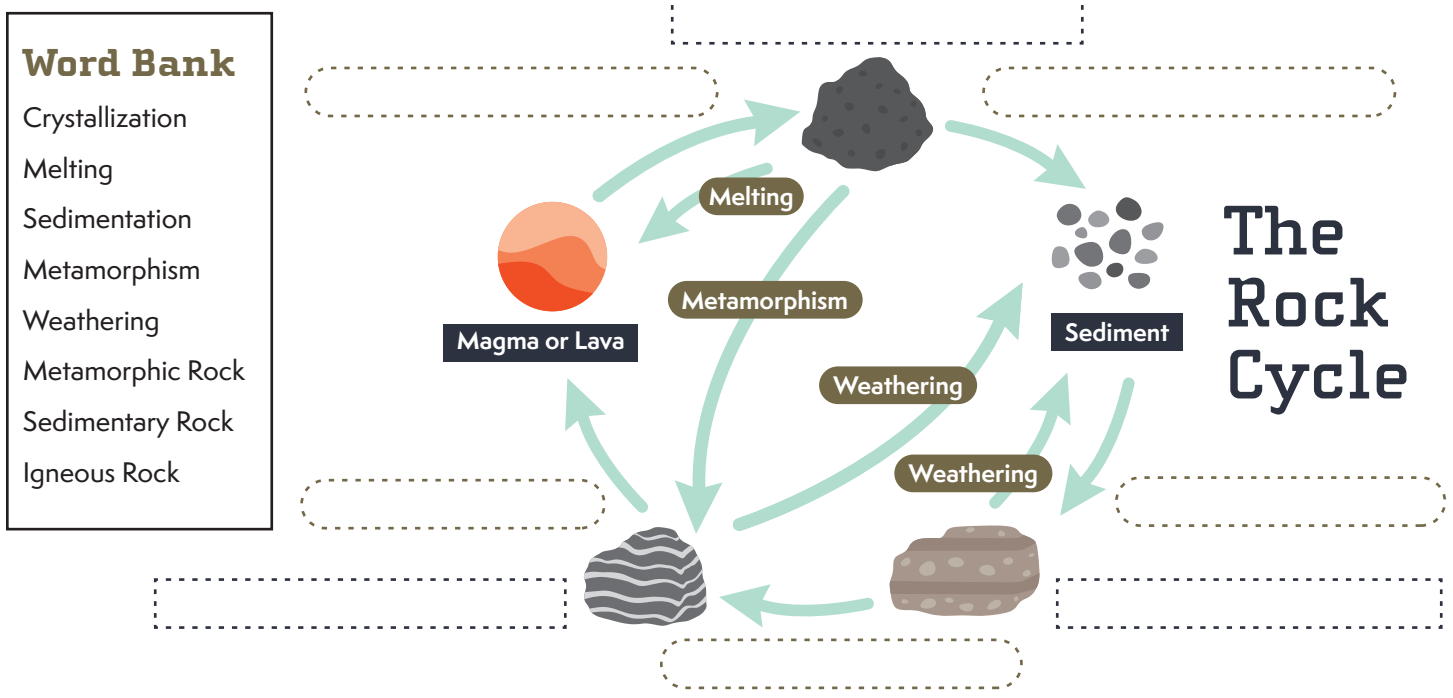 Word Bank
Crystallization
Melting
Sedimentation
Metamorphism
Weathering
Metamorphic Rock
Sedimentary Rock
Igneous Rock
Melting
Metamorphism
Magma or Lava
Weathering
Weathering
Sediment
The
Rock
Cycle